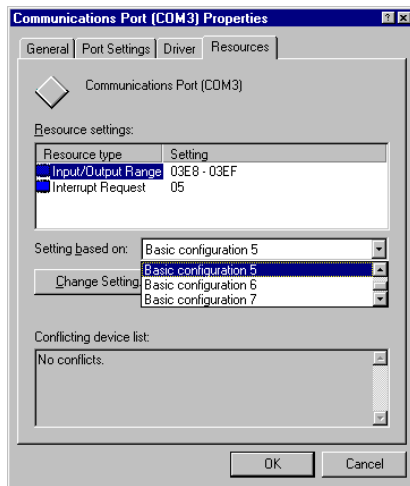 Communications Port (COM3) Properties
General Port Settings Driver Resources
Communications Port (COM3)
Resource settings:
Resource type Setting
Input/Output Range 03E8 - 03EF
Interrupt Request 05
Setting based on: Basic configuration 5
Basic configuration 5
Change Setting
Basic configuration 6
Basic configuration 7
Conflicting device list:
No conflicts.
OK Cancel